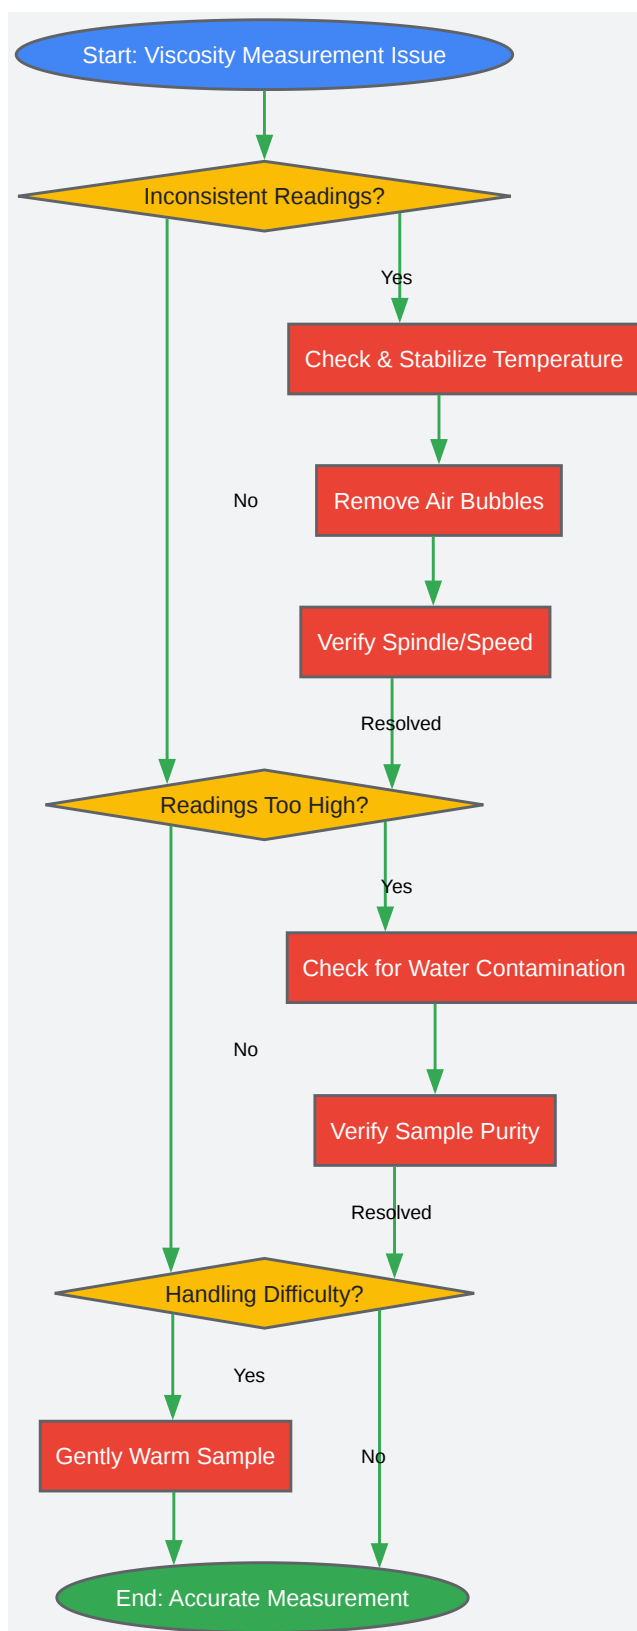 Start: Viscosity Measurement Issue
Inconsistent Readings?
Yes
Check & Stabilize Temperature
Remove Air Bubbles
No
Verify Spindle/Speed
Resolved
Readings Too High?
Yes
Check for Water Contamination
No
Verify Sample Purity
Resolved
Handling Difficulty?
Yes
Gently Warm Sample
No
End: Accurate Measurement